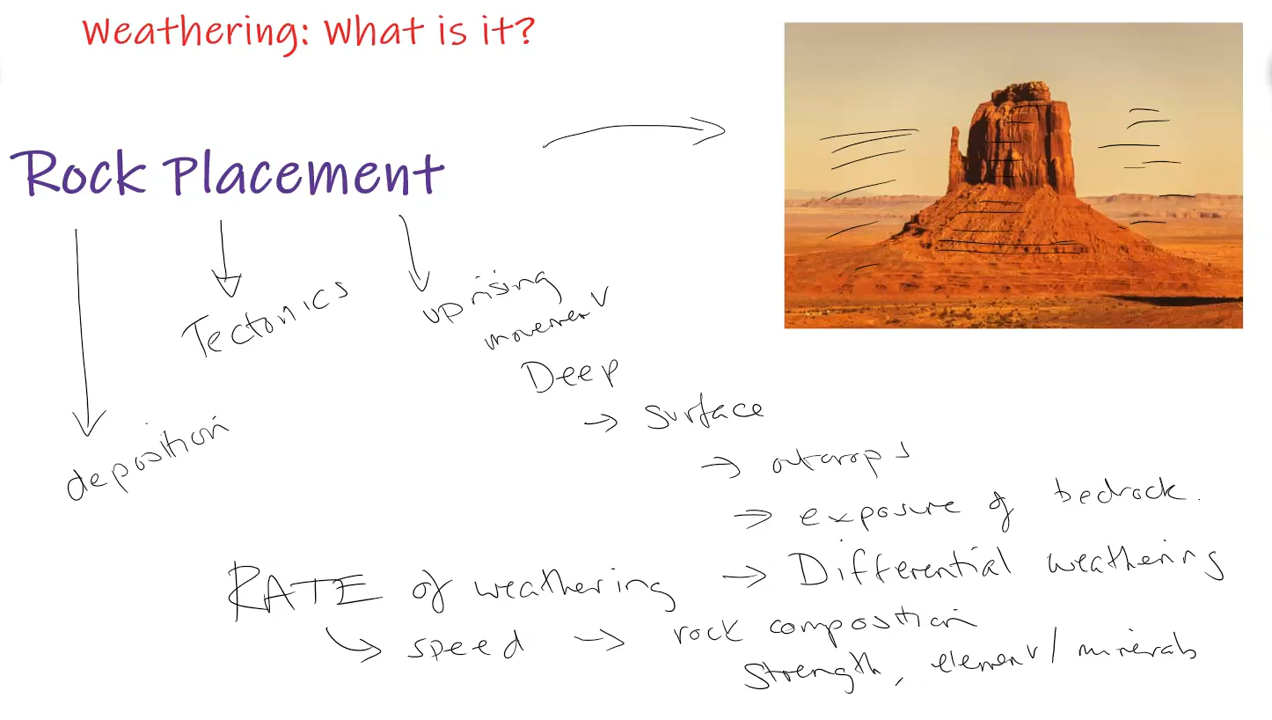 Weathering: What is it?
Rock Placement
Tectonics
uprising
movement
Deep
→ surface
deposition
→ outcrops
→ exposure of bedrock.
RATE of weathering → Differential weathering
↳ speed → rock composition
strength, element/minerals